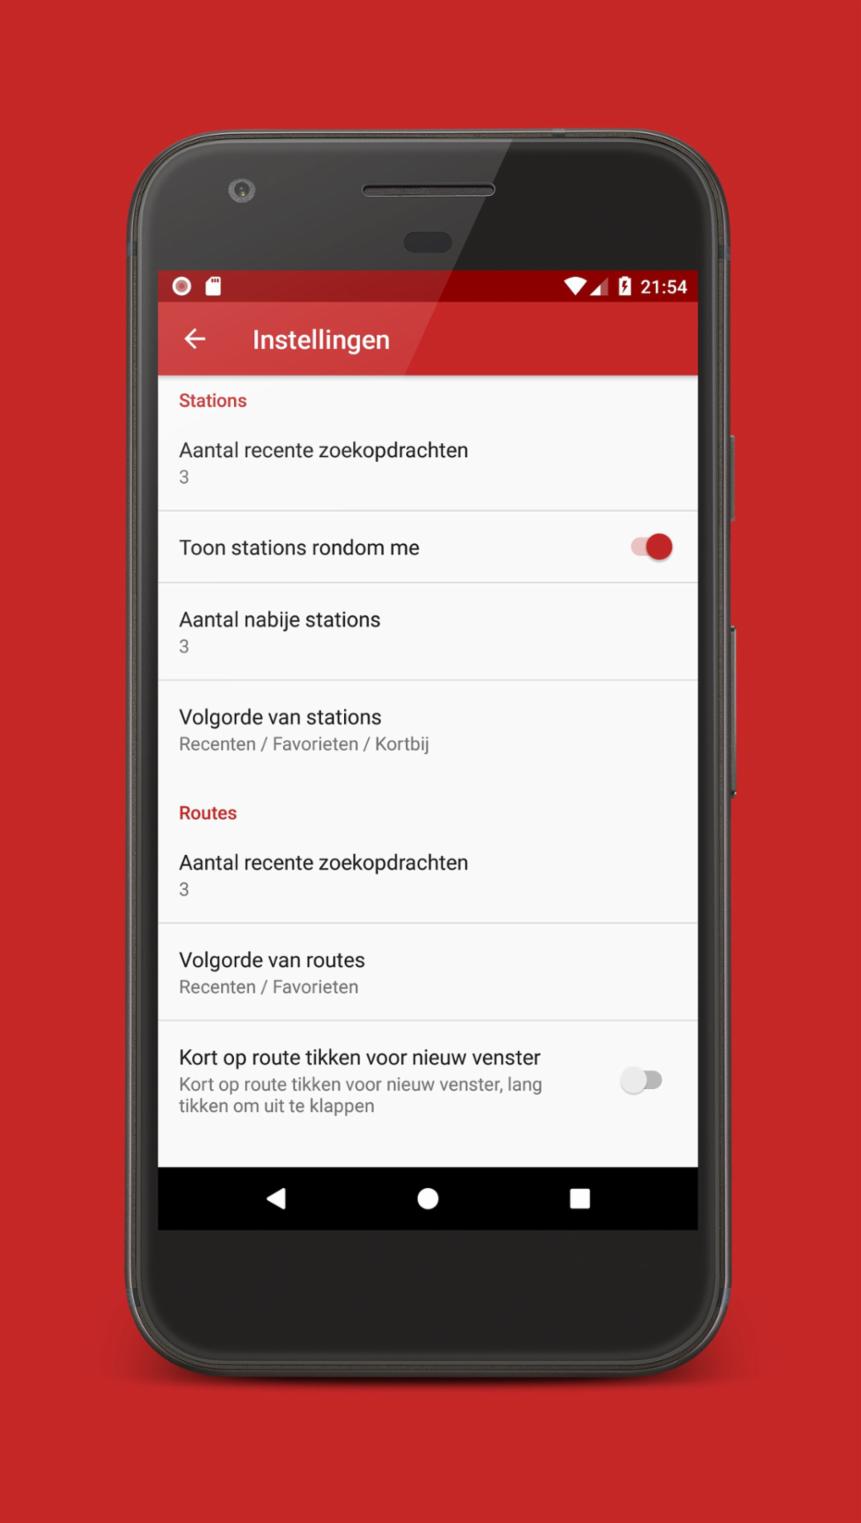 21:54
Instellingen
Stations
Aantal recente zoekopdrachten
3
Toon stations rondom me
Aantal nabije stations
3
Volgorde van stations
Recenten / Favorieten / Kortbij
Routes
Aantal recente zoekopdrachten
3
Volgorde van routes
Recenten / Favorieten
Kort op route tikken voor nieuw venster
Kort op route tikken voor nieuw venster, lang
tikken om uit te klappen